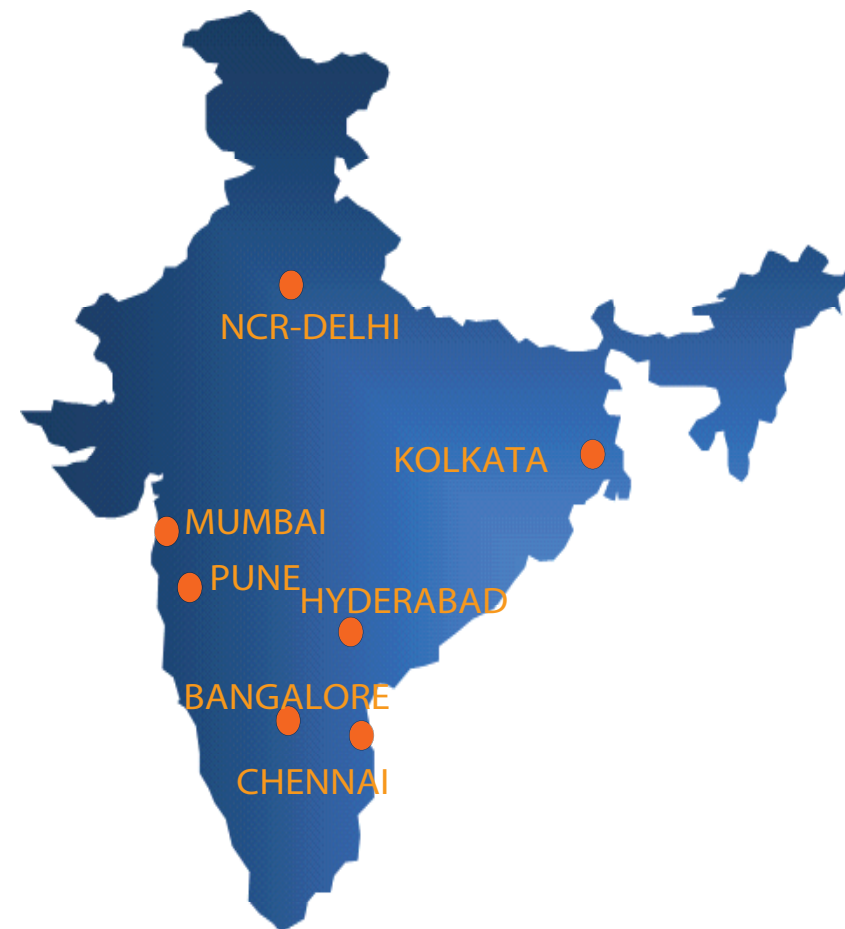 NCR-DELHI
KOLKATA
MUMBAI
PUNE
HYDERABAD
BANGALORE
CHENNAI